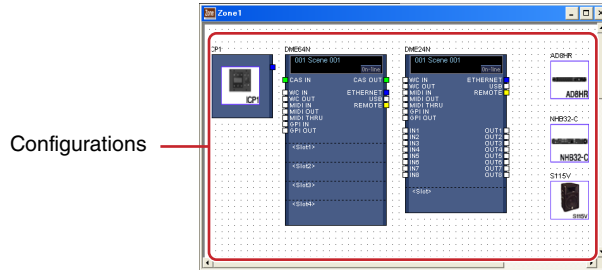 Zone1
CP1
ICP1
DME64N
001 Scene 001
On-line
CAS IN CAS OUT
WC IN ETHERNET
WC OUT USB
MIDI IN REMOTE
MIDI OUT
MIDI THRU
GPI IN
GPI OUT
<Slot1>
<Slot2>
<Slot3>
<Slot4>
DME24N
001 Scene 001
On-line
WC IN ETHERNET
WC OUT USB
MIDI IN REMOTE
MIDI OUT
MIDI THRU
GPI IN
GPI OUT
IN1 OUT1
IN2 OUT2
IN3 OUT3
IN4 OUT4
IN5 OUT5
IN6 OUT6
IN7 OUT7
IN8 OUT8
<Slot>
AD8HR
AD8HR
NHB32-C
NHB32-C
S115V
S115V
Configurations